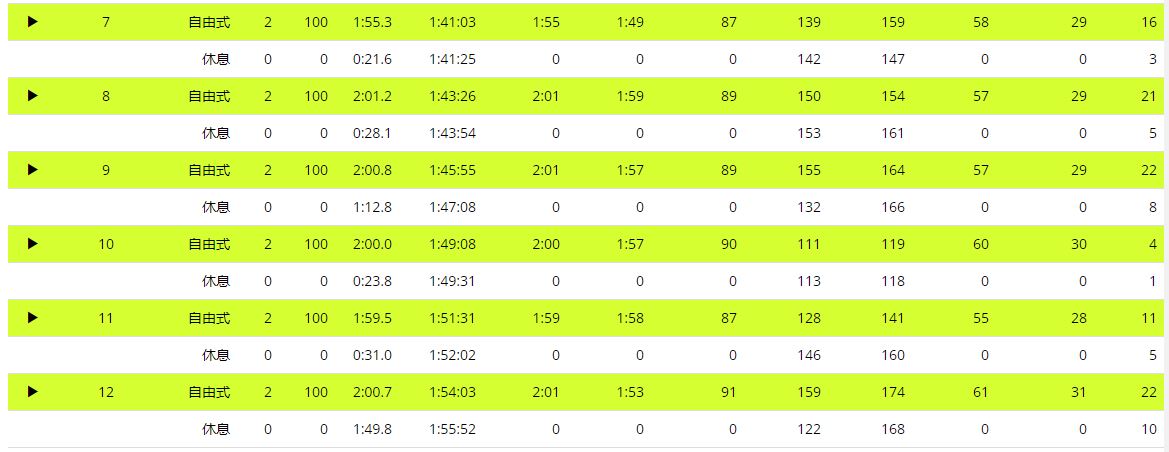 ▶ 7 自由式 2 100 1:55.3 1:41:03 1:55 1:49 87 139 159 58 29 16
休息 0 0 0:21.6 1:41:25 0 0 0 142 147 0 0 3
▶ 8 自由式 2 100 2:01.2 1:43:26 2:01 1:59 89 150 154 57 29 21
休息 0 0 0:28.1 1:43:54 0 0 0 153 161 0 0 5
▶ 9 自由式 2 100 2:00.8 1:45:55 2:01 1:57 89 155 164 57 29 22
休息 0 0 1:12.8 1:47:08 0 0 0 132 166 0 0 8
▶ 10 自由式 2 100 2:00.0 1:49:08 2:00 1:57 90 111 119 60 30 4
休息 0 0 0:23.8 1:49:31 0 0 0 113 118 0 0 1
▶ 11 自由式 2 100 1:59.5 1:51:31 1:59 1:58 87 128 141 55 28 11
休息 0 0 0:31.0 1:52:02 0 0 0 146 160 0 0 5
▶ 12 自由式 2 100 2:00.7 1:54:03 2:01 1:53 91 159 174 61 31 22
休息 0 0 1:49.8 1:55:52 0 0 0 122 168 0 0 10